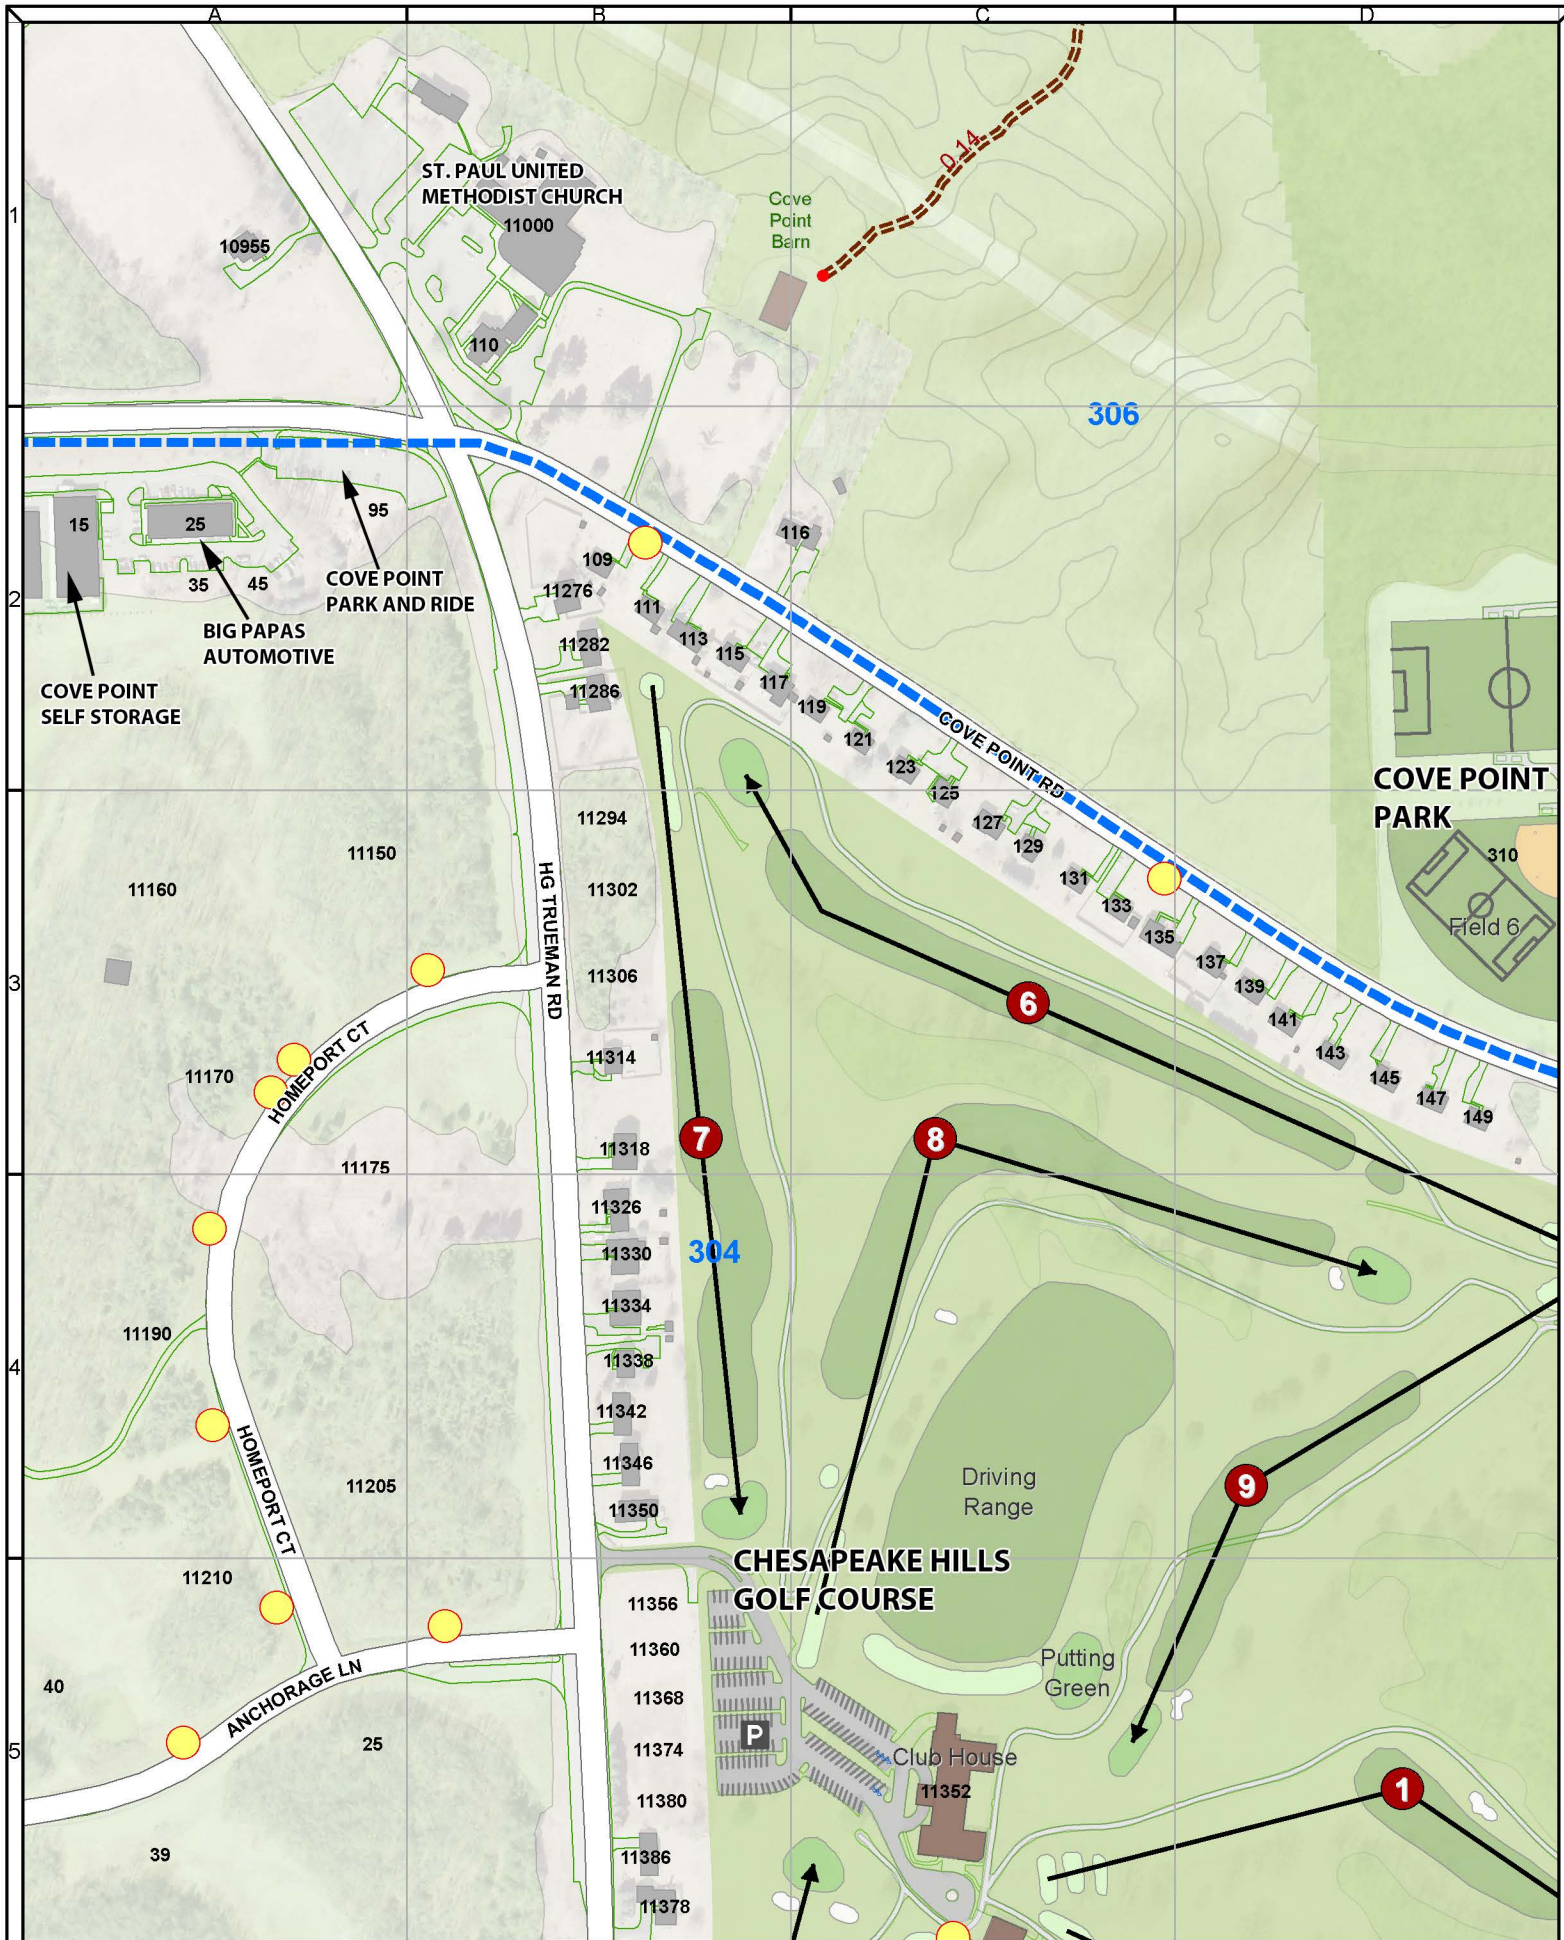 A
B
C
D
1
2
3
4
5
ST. PAUL UNITED
METHODIST CHURCH
11000
10955
110
Cove
Point
Barn
0.14
306
15
25
95
35
45
COVE POINT
PARK AND RIDE
BIG PAPAS
AUTOMOTIVE
COVE POINT
SELF STORAGE
116
109
11276
111
11282
113
115
11286
117
119
121
123
125
127
129
131
133
135
137
139
141
143
145
147
149
COVE POINT RD
COVE POINT
PARK
310
Field 6
11294
11150
11160
11302
11306
HG TRUEMAN RD
HOMEPORT CT
11170
11314
6
7
8
11318
11175
11326
304
11330
11334
11190
11338
11342
11346
11350
11205
HOMEPORT CT
Driving
Range
9
CHESAPEAKE HILLS
GOLF COURSE
11210
11356
11360
11368
11374
11380
11386
11378
ANCHORAGE LN
40
25
39
P
Putting
Green
Club House
11352
1